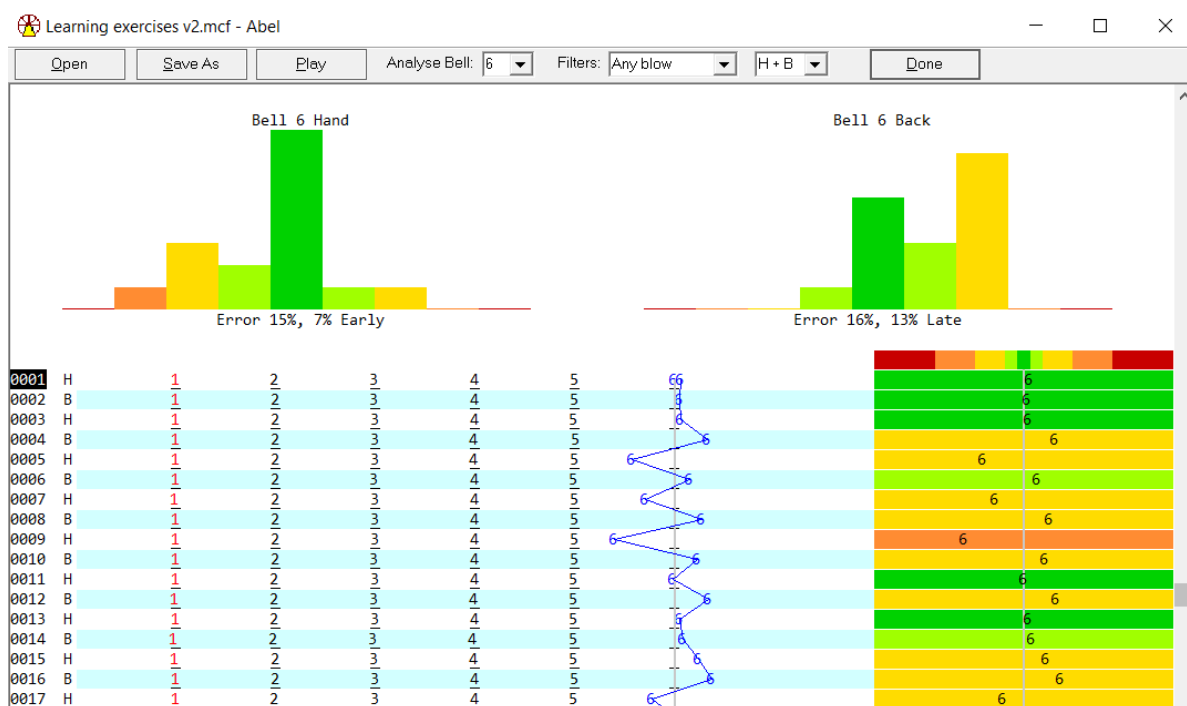 Learning exercises v2.mcf - Abel
Open Save As Play Analyse Bell: 6 Filters: Any blow H + B Done
Bell 6 Hand Bell 6 Back
Error 15%, 7% Early Error 16%, 13% Late
0001 H 1 2 3 4 5 66 6
0002 B 1 2 3 4 5 6 6
0003 H 1 2 3 4 5 6 6
0004 B 1 2 3 4 5 6 6
0005 H 1 2 3 4 5 6 6
0006 B 1 2 3 4 5 6 6
0007 H 1 2 3 4 5 6 6
0008 B 1 2 3 4 5 6 6
0009 H 1 2 3 4 5 6 6
0010 B 1 2 3 4 5 6 6
0011 H 1 2 3 4 5 6 6
0012 B 1 2 3 4 5 6 6
0013 H 1 2 3 4 5 6 6
0014 B 1 2 3 4 5 6 6
0015 H 1 2 3 4 5 6 6
0016 B 1 2 3 4 5 6 6
0017 H 1 2 3 4 5 6 6